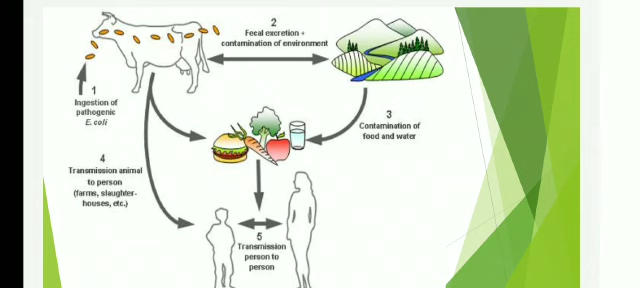 1
Ingestion of
pathogenic
E. coli
2
Fecal excretion +
contamination of environment
3
Contamination of
food and water
4
Transmission animal
to person
(farms, slaughter-
houses, etc.)
5
Transmission
person to
person